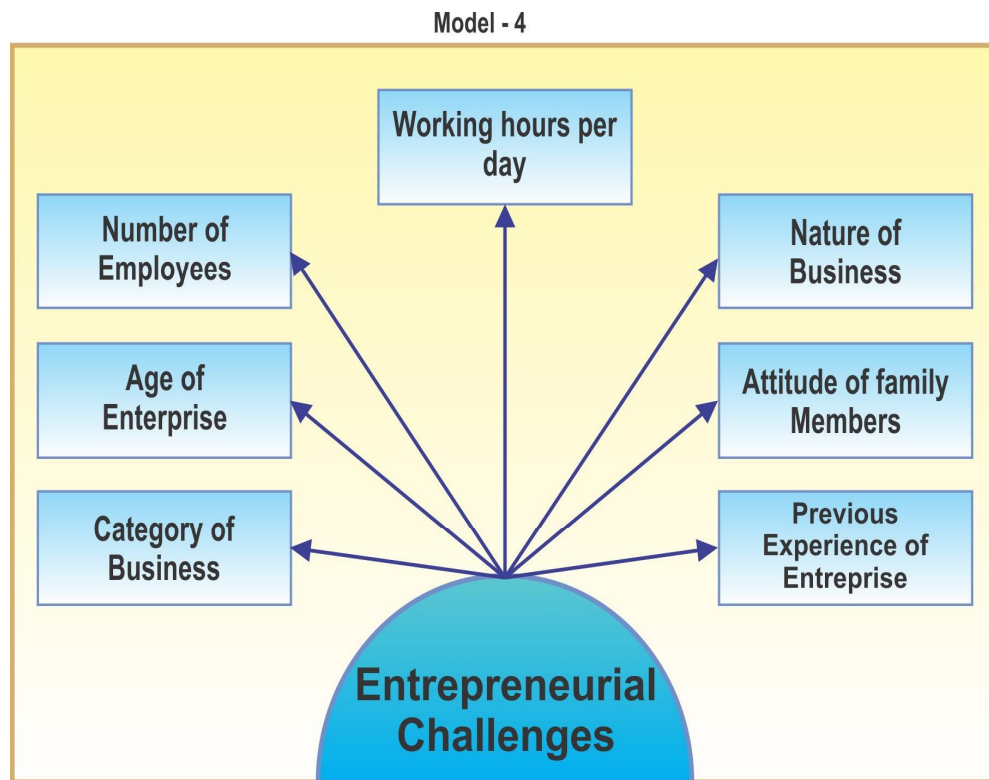 Model - 4
Working hours per
day
Number of
Employees
Nature of
Business
Age of
Enterprise
Attitude of family
Members
Category of
Business
Previous
Experience of
Entreprise
Entrepreneurial
Challenges